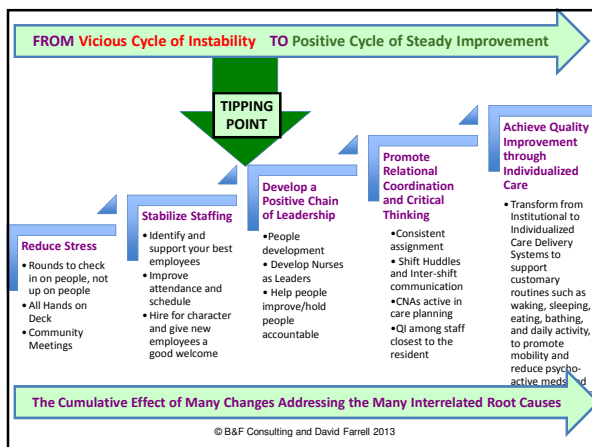 FROM Vicious Cycle of Instability TO Positive Cycle of Steady Improvement
TIPPING
POINT
Reduce Stress
• Rounds to check
in on people, not
up on people
• All Hands on
Deck
• Community
Meetings
Stabilize Staffing
• Identify and
support your best
employees
• Improve
attendance and
schedule
• Hire for character
and give new
employees a
good welcome
Develop a
Positive Chain
of Leadership
•People
development
• Develop Nurses as
Leaders
• Help people
improve/hold
people
accountable
Promote
Relational
Coordination
and Critical
Thinking
•Consistent
assignment
• Shift Huddles
and Inter-shift
communication
•CNAs active in
care planning
•QI among staff
closest to the
resident
Achieve Quality
Improvement
through
Individualized
Care
• Transform from
Institutional to
Individualized
Care Delivery
Systems to
support
customary
routines such as
waking, sleeping,
eating, bathing,
and daily activity,
to promote
mobility and
reduce psycho-
active meds
The Cumulative Effect of Many Changes Addressing the Many Interrelated Root Causes
© B&F Consulting and David Farrell 2013